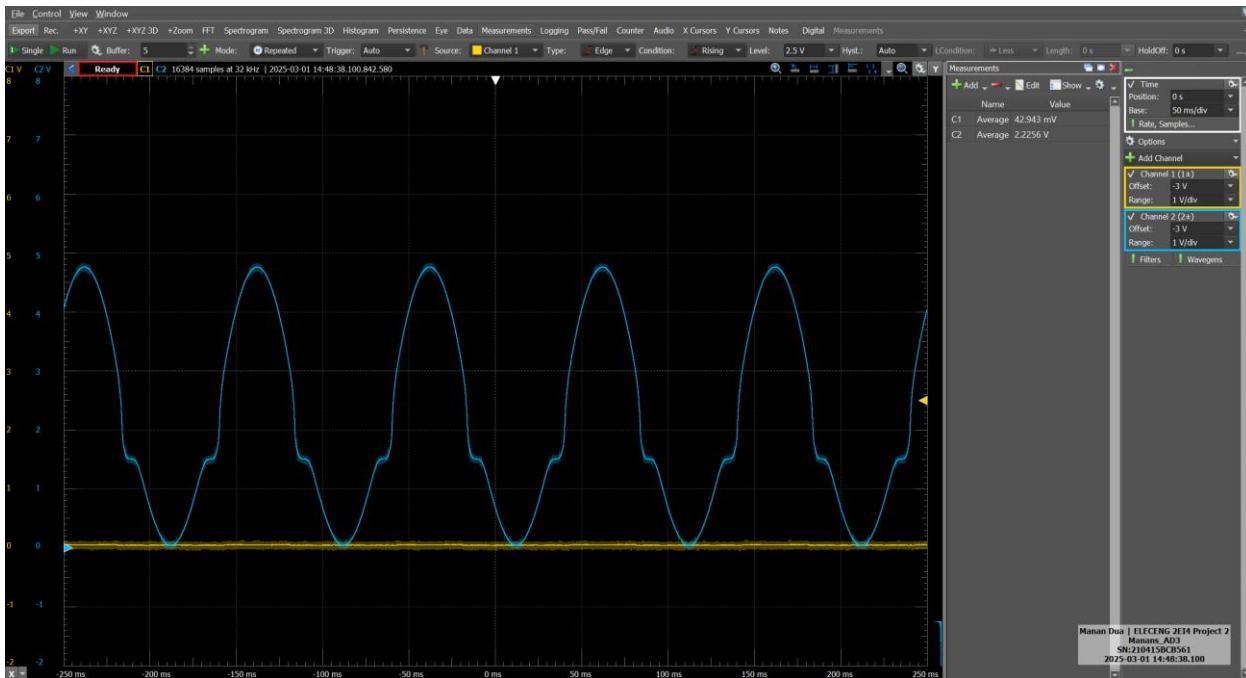 File Control View Window
Export Rec. +XY +XYZ +XYZ 3D +Zoom FFT Spectrogram Spectrogram 3D Histogram Persistence Eye Data Measurements Logging Pass/Fail Counter Audio X Cursors Y Cursors Notes Digital Measurements
Single Run Buffer: 5 Mode: Repeated Trigger: Auto Source: Channel 1 Type: Edge Condition: Rising Level: 2.5 V Hyst.: Auto LCondition: Less Length: 0 s HoldOff: 0 s
C1 V C2 V Ready C1 C2 16384 samples at 32 kHz | 2025-03-01 14:48:38.100.842.580 Y
8 8
7 7
6 6
5 5
4 4
3 3
2 2
1 1
0 0
-1 -1
-2 -2
X -250 ms -200 ms -150 ms -100 ms -50 ms 0 ms 50 ms 100 ms 150 ms 200 ms 250 ms
Measurements
Add Edit Show
Name Value
C1 Average 42.943 mV
C2 Average 2.2256 V
Time
Position: 0 s
Base: 50 ms/div
Rate, Samples...
Options
Add Channel
Channel 1 (1±)
Offset: -3 V
Range: 1 V/div
Channel 2 (2±)
Offset: -3 V
Range: 1 V/div
Filters Wavegens
Manan Dua | ELECENG 2EI4 Project 2
Manans_AD3
SN:210415BCB561
2025-03-01 14:48:38.100